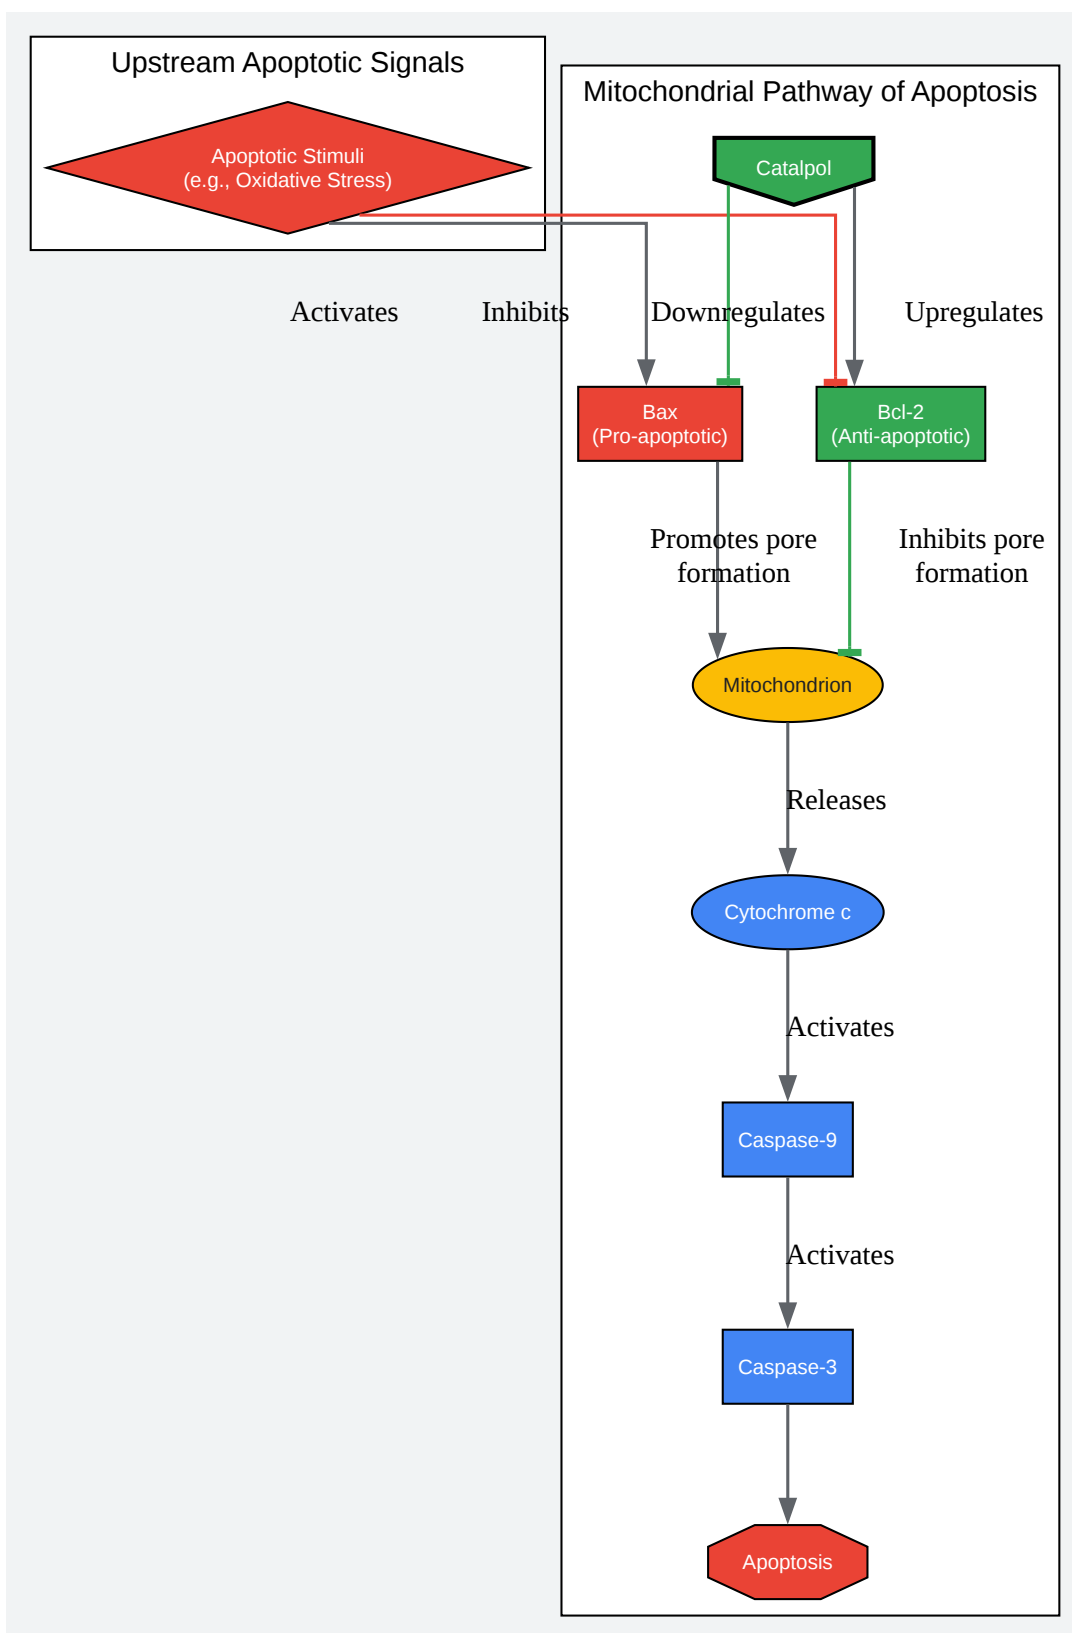 Upstream Apoptotic Signals
Mitochondrial Pathway of Apoptosis
Apoptotic Stimuli
(e.g., Oxidative Stress)
Catalpol
Activates
Inhibits
Downregulates
Upregulates
Bax
(Pro-apoptotic)
Bcl-2
(Anti-apoptotic)
Promotes pore
formation
Inhibits pore
formation
Mitochondrion
Releases
Cytochrome c
Activates
Caspase-9
Activates
Caspase-3
Apoptosis